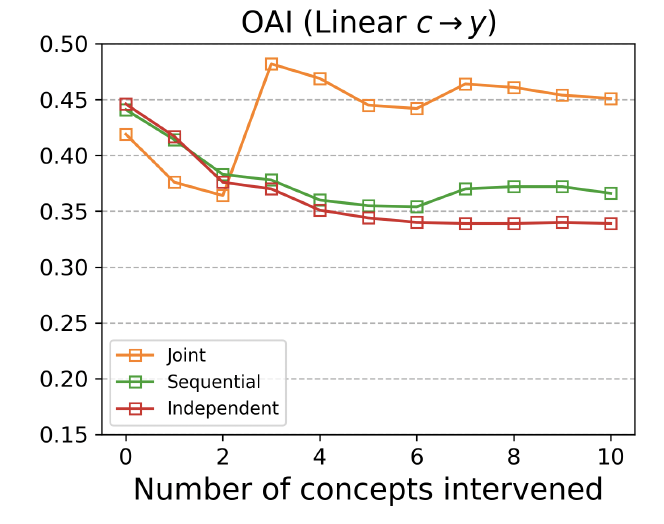 OAI (Linear c → y)
0.50
0.45
0.40
0.35
0.30
0.25
0.20
0.15
Joint
Sequential
Independent
0 2 4 6 8 10
Number of concepts intervened